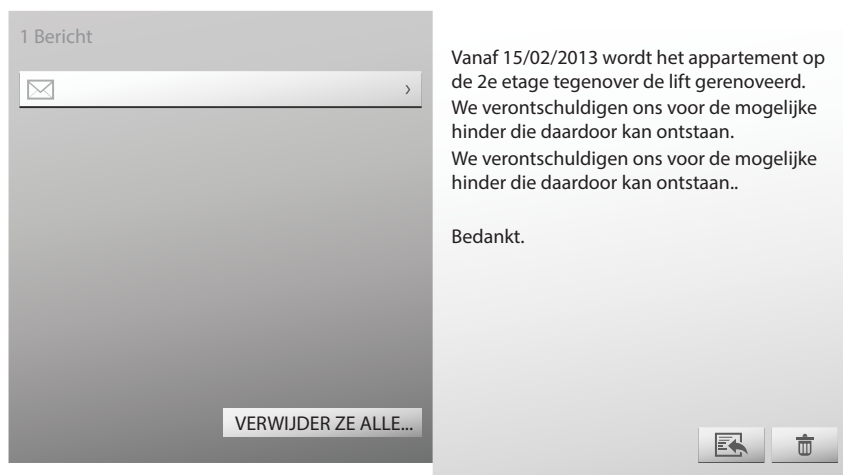 1 Bericht
VERWIJDER ZE ALLE...
Vanaf 15/02/2013 wordt het appartement op
de 2e etage tegenover de lift gerenoveerd.
We verontschuldigen ons voor de mogelijke
hinder die daardoor kan ontstaan.
We verontschuldigen ons voor de mogelijke
hinder die daardoor kan ontstaan..
Bedankt.